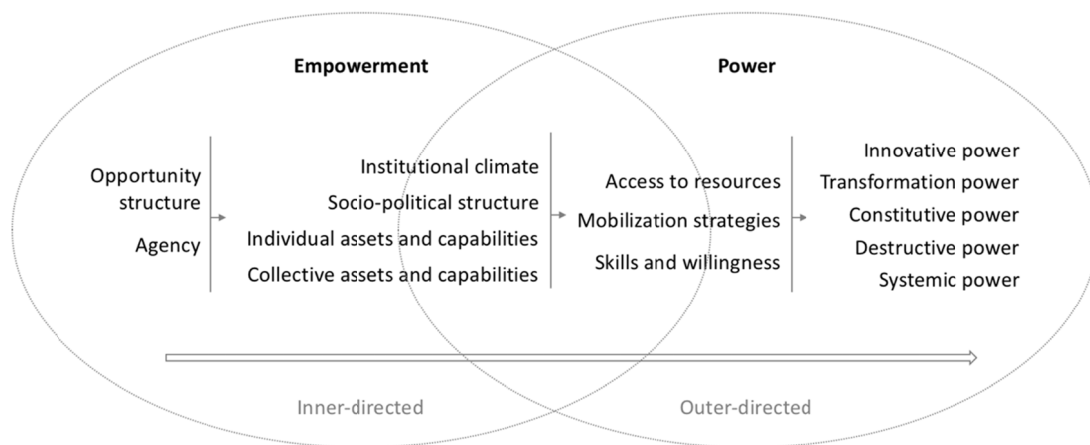 Empowerment
Power
Opportunity
structure
Agency
Institutional climate
Socio-political structure
Individual assets and capabilities
Collective assets and capabilities
Access to resources
Mobilization strategies
Skills and willingness
Innovative power
Transformation power
Constitutive power
Destructive power
Systemic power
Inner-directed
Outer-directed